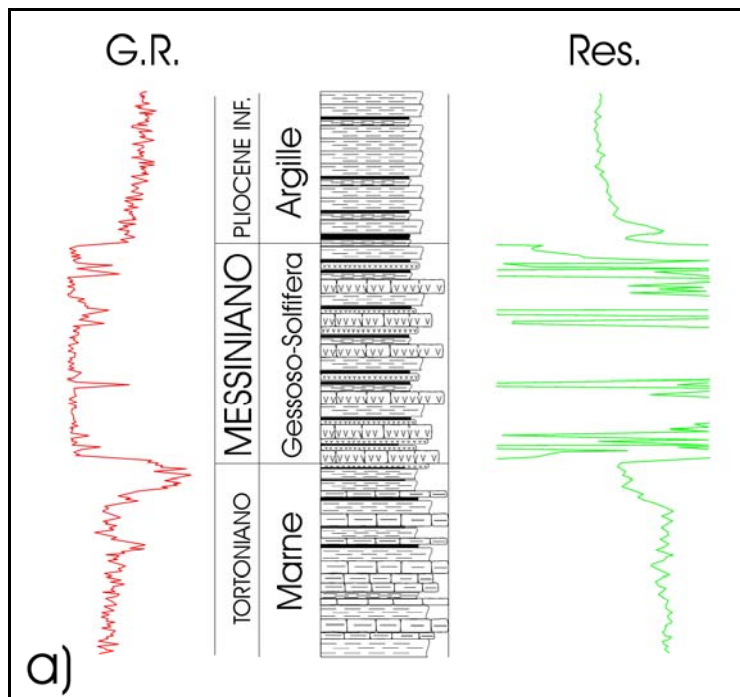 G.R.
Res.
PLIOCENE INF.
Argille
MESSINIANO
Gessoso-Solfifera
TORTONIANO
Marne
a)